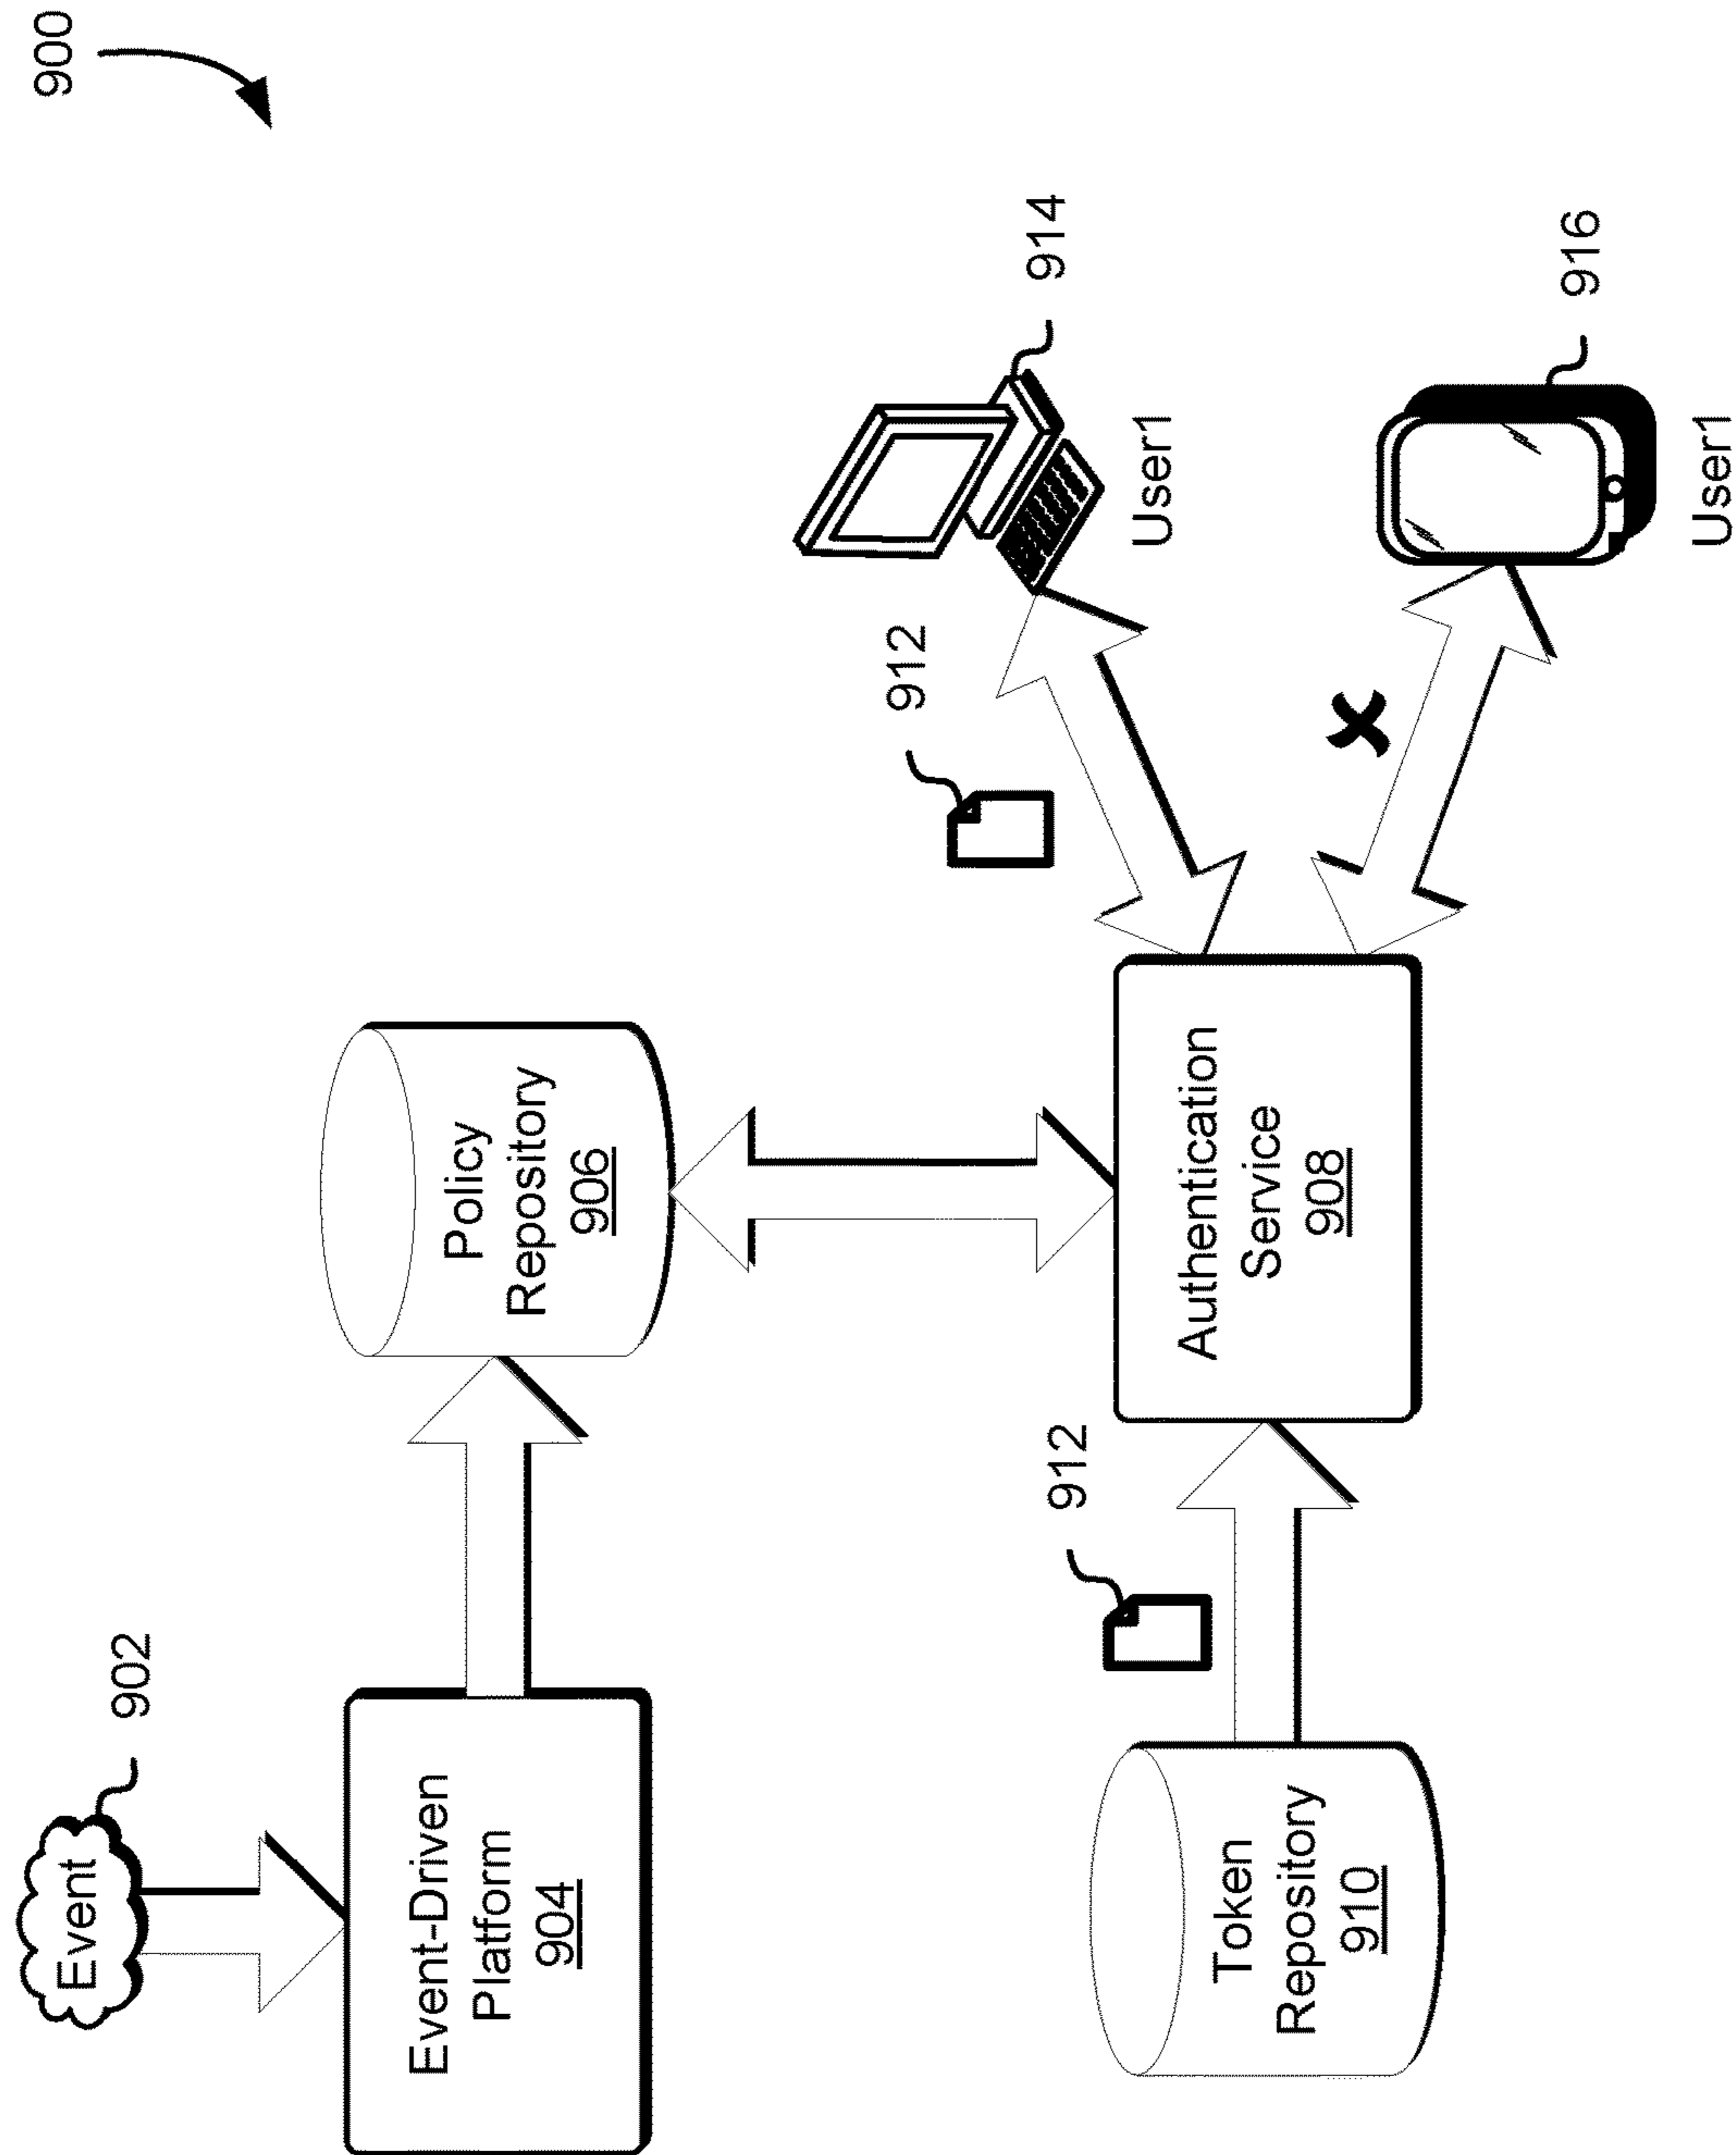 900
Event
902
Event-Driven
Platform
904
Policy
Repository
906
912
914
User1
912
Token
Repository
910
Authentication
Service
908
916
User1